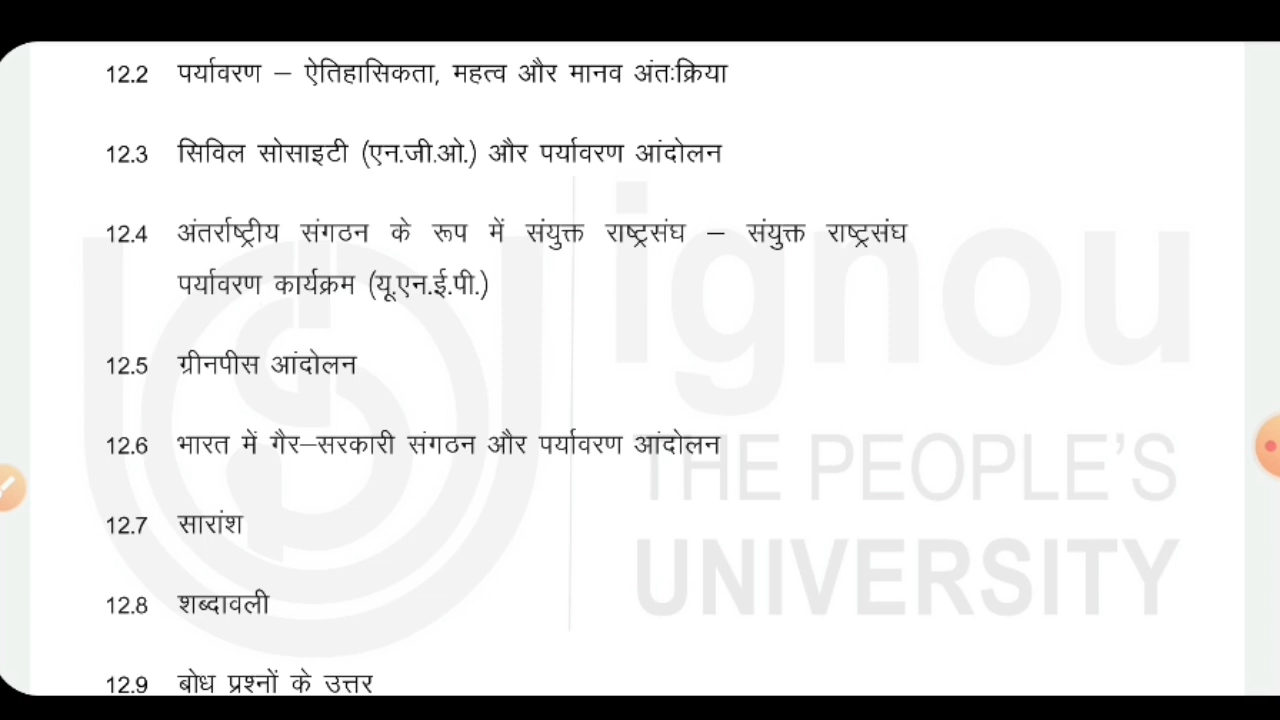 12.2 पर्यावरण – ऐतिहासिकता, महत्व और मानव अंतःक्रिया
12.3 सिविल सोसाइटी (एन.जी.ओ.) और पर्यावरण आंदोलन
12.4 अंतर्राष्ट्रीय संगठन के रूप में संयुक्त राष्ट्रसंघ – संयुक्त राष्ट्रसंघ
पर्यावरण कार्यक्रम (यू.एन.ई.पी.)
12.5 ग्रीनपीस आंदोलन
12.6 भारत में गैर–सरकारी संगठन और पर्यावरण आंदोलन
12.7 सारांश
12.8 शब्दावली
12.9 बोध प्रश्नों के उत्तर
ignou
THE PEOPLE'S
UNIVERSITY